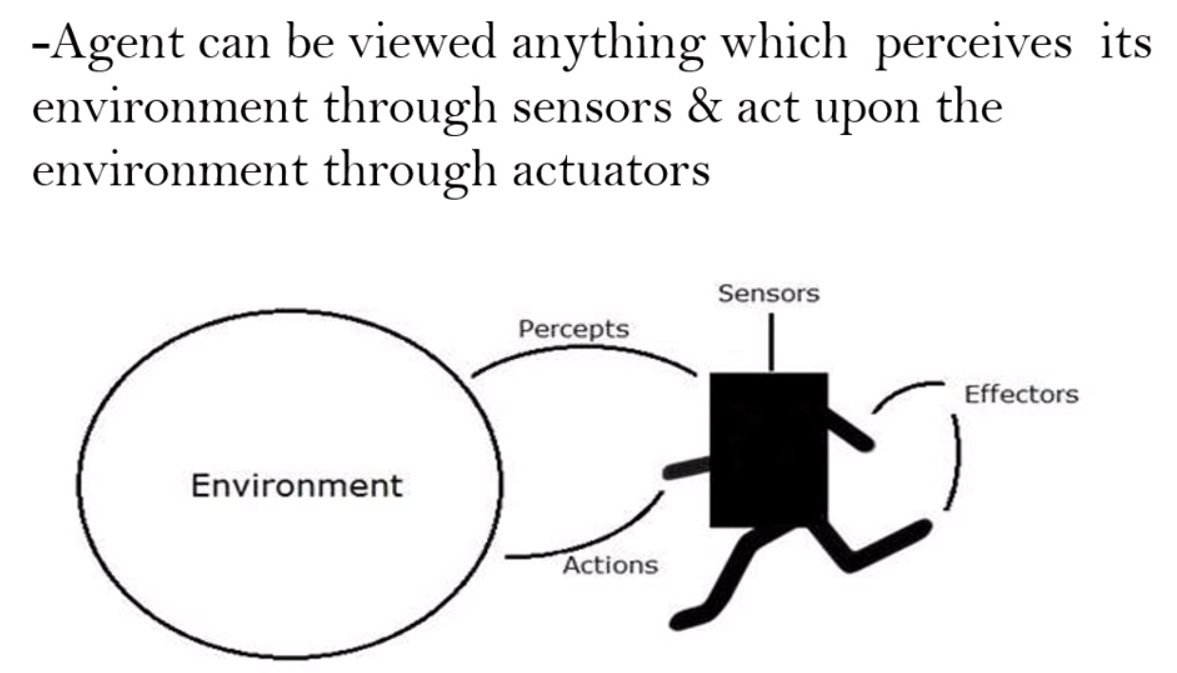 -Agent can be viewed anything which perceives its
environment through sensors & act upon the
environment through actuators
Sensors
Percepts
Effectors
Environment
Actions